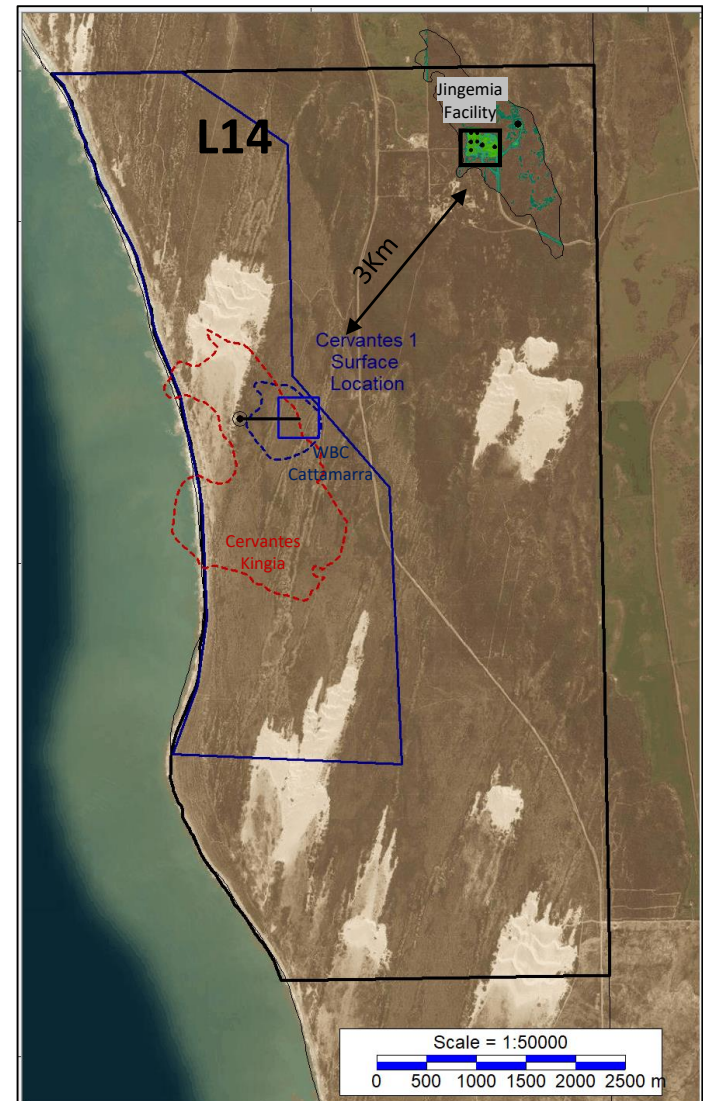 Jingemia
Facility
L14
3Km
Cervantes 1
Surface
Location
WBC
Cattamarra
Cervantes
Kingia
Scale = 1:50000
0 500 1000 1500 2000 2500 m